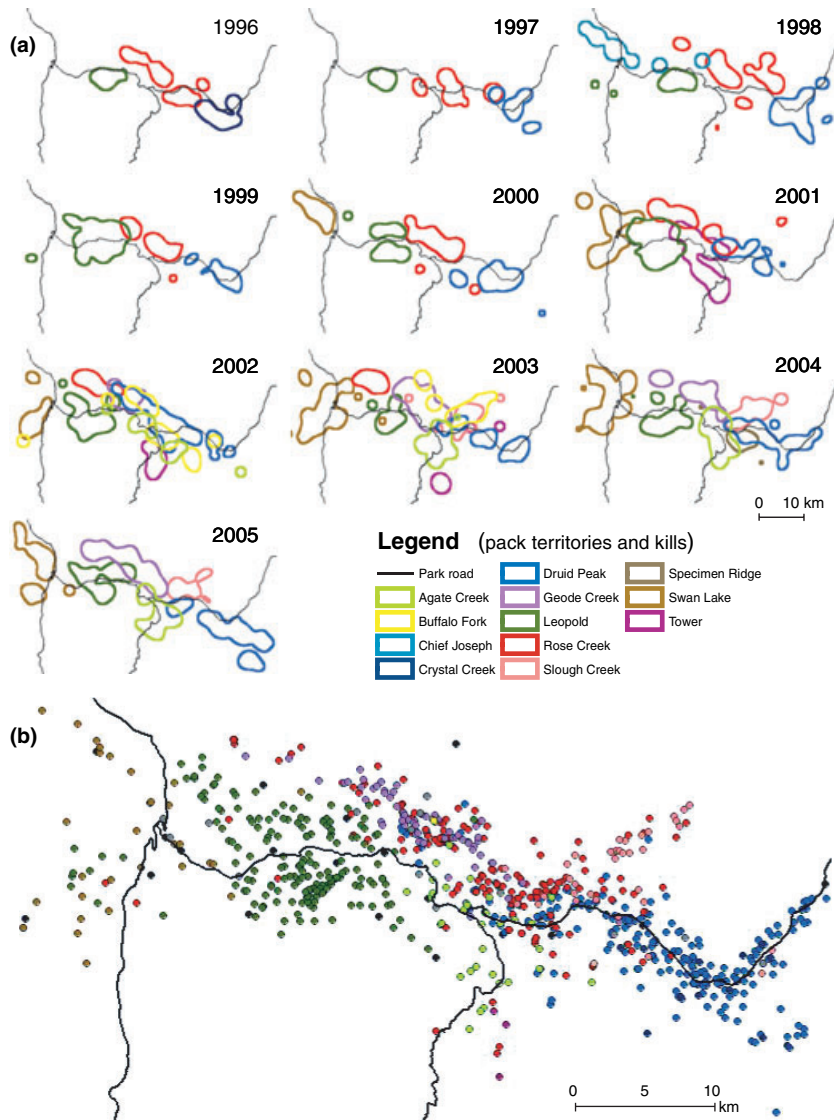 (a)
1996
1997
1998
1999
2000
2001
2002
2003
2004
0 10 km
2005
Legend (pack territories and kills)
Park road
Druid Peak
Specimen Ridge
Agate Creek
Geode Creek
Swan Lake
Buffalo Fork
Leopold
Tower
Chief Joseph
Rose Creek
Crystal Creek
Slough Creek
(b)
0 5 10
km